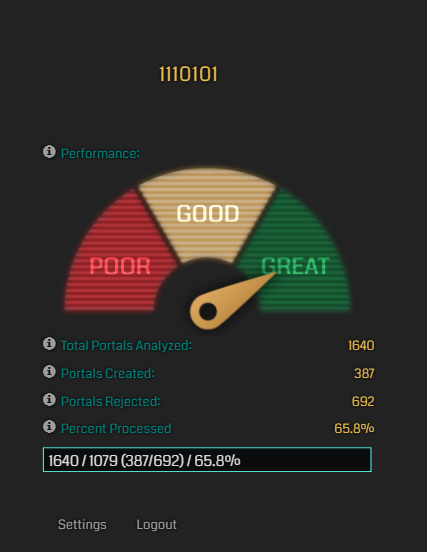 1110101
Performance:
GOOD
POOR
GREAT
Total Portals Analyzed: 1640
Portals Created: 387
Portals Rejected: 692
Percent Processed 65.8%
1640 / 1079 (387/692) / 65.8%
Settings Logout